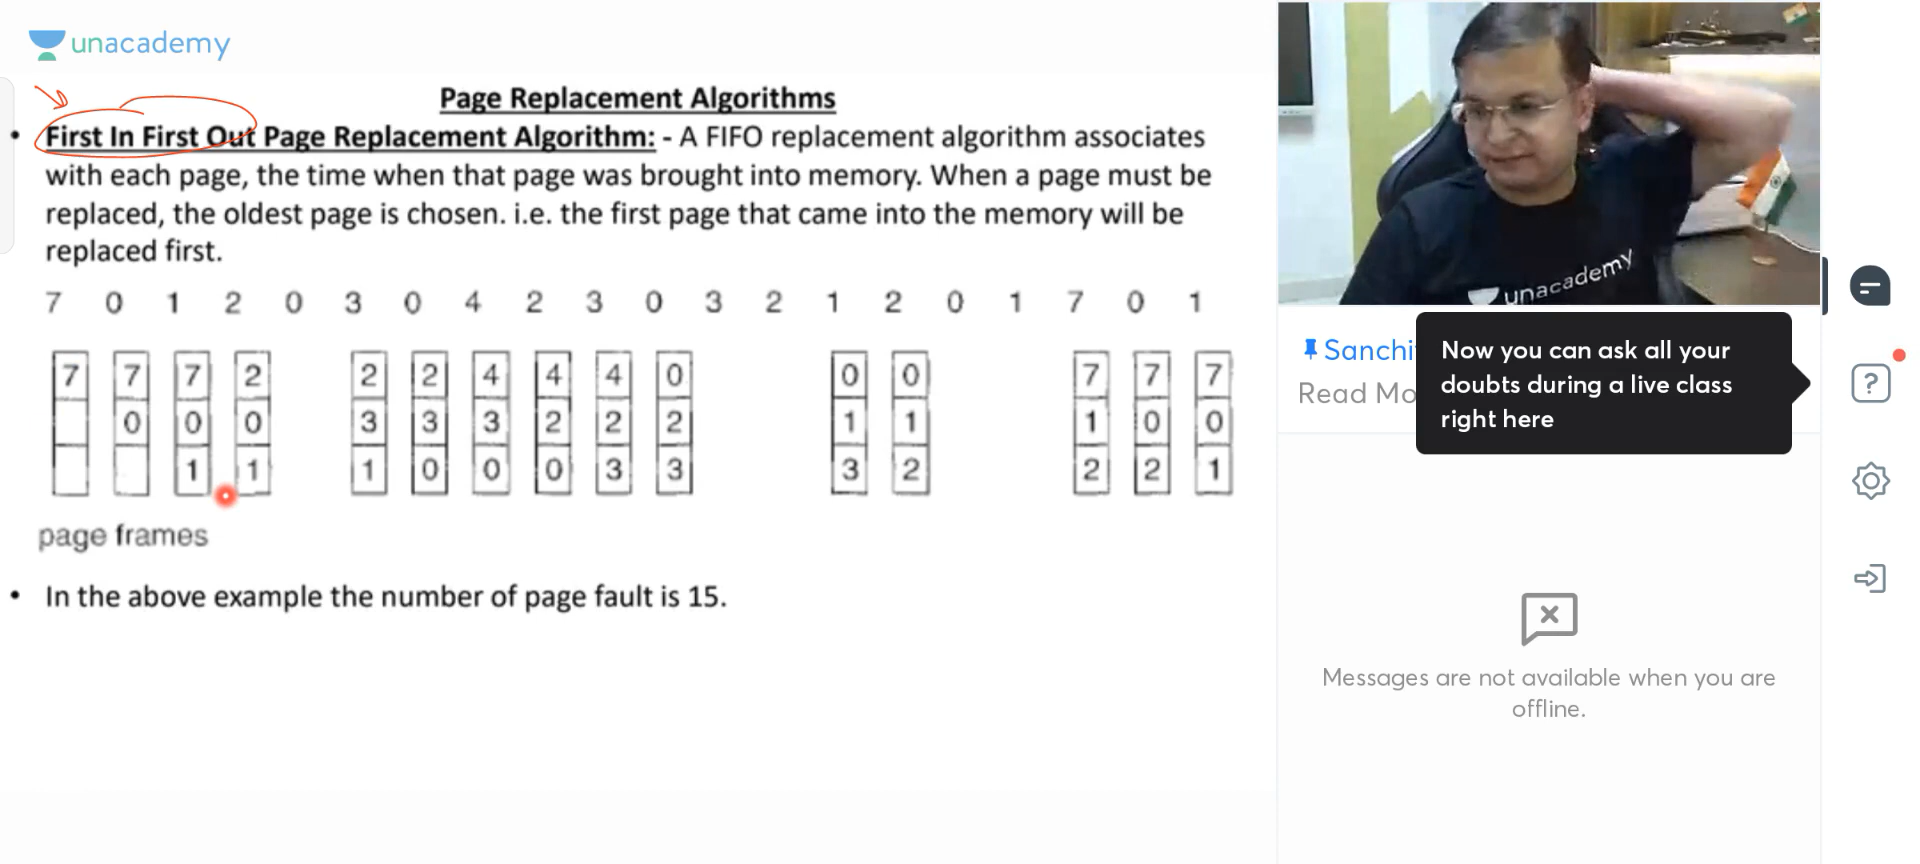 unacademy
Page Replacement Algorithms
• First In First Out Page Replacement Algorithm: - A FIFO replacement algorithm associates
with each page, the time when that page was brought into memory. When a page must be
replaced, the oldest page is chosen. i.e. the first page that came into the memory will be
replaced first.
7 0 1 2 0 3 0 4 2 3 0 3 2 1 2 0 1 7 0 1
7 7 7 2 2 2 4 4 4 0 0 0 7 7 7
0 0 0 3 3 3 2 2 2 1 1 1 0 0
1 1 1 0 0 0 3 3 3 2 2 2 1
page frames
• In the above example the number of page fault is 15.
unacademy
Sanchi
Read Mo
Now you can ask all your
doubts during a live class
right here
?
Messages are not available when you are
offline.